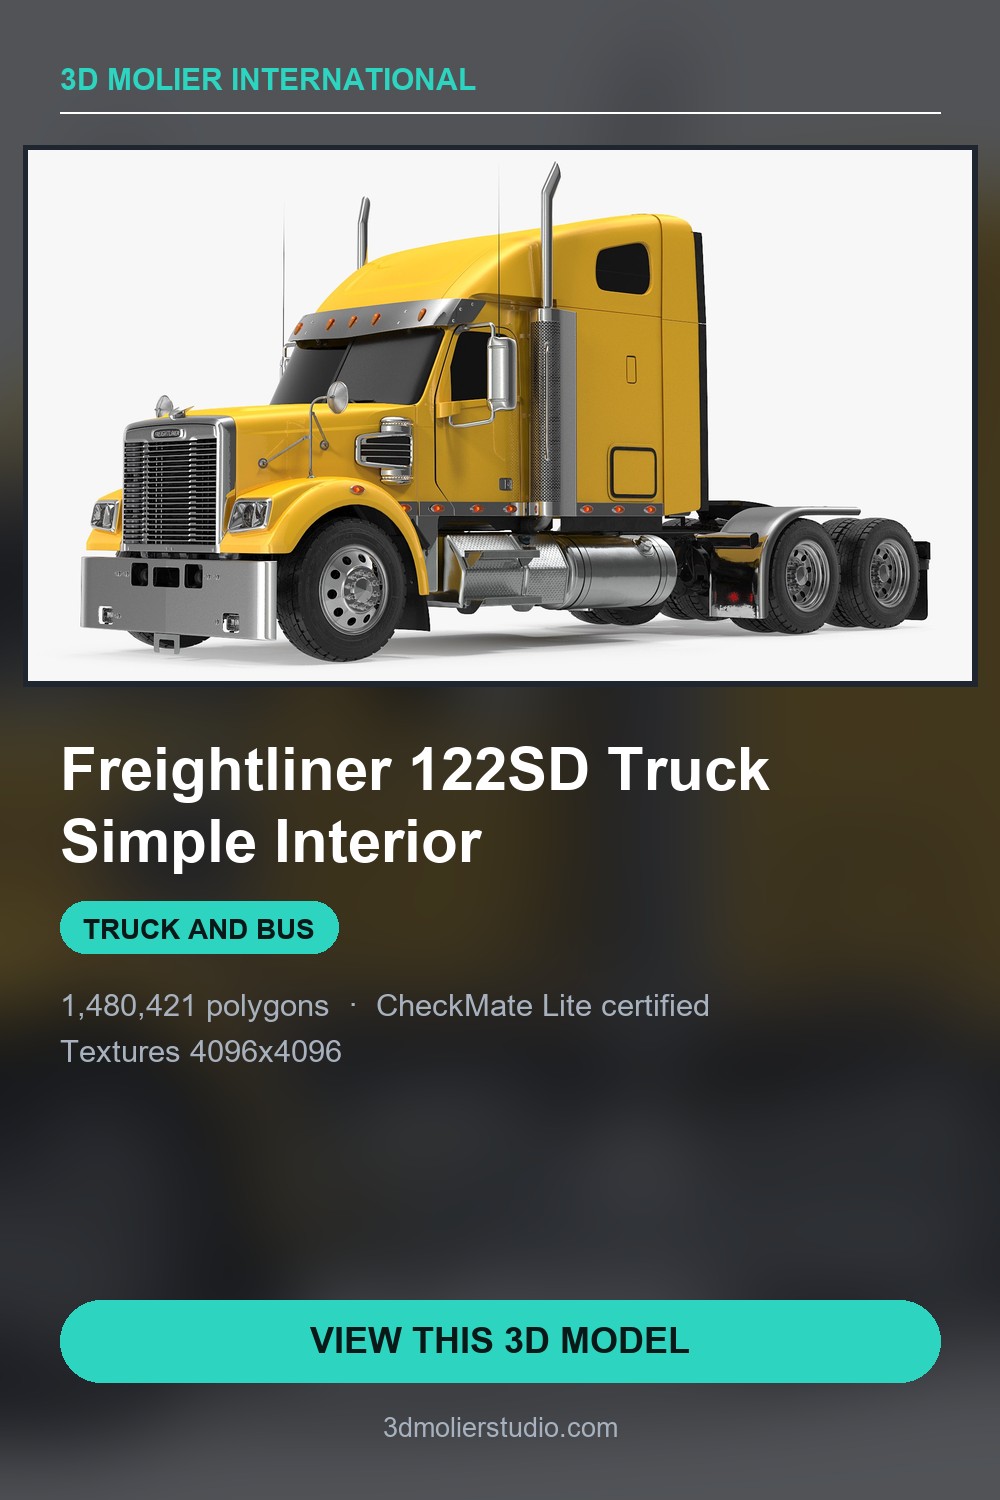 3D MOLIER INTERNATIONAL
FREIGHTLINER
Freightliner 122SD Truck
Simple Interior
TRUCK AND BUS
1,480,421 polygons · CheckMate Lite certified
Textures 4096x4096
VIEW THIS 3D MODEL
3dmolierstudio.com